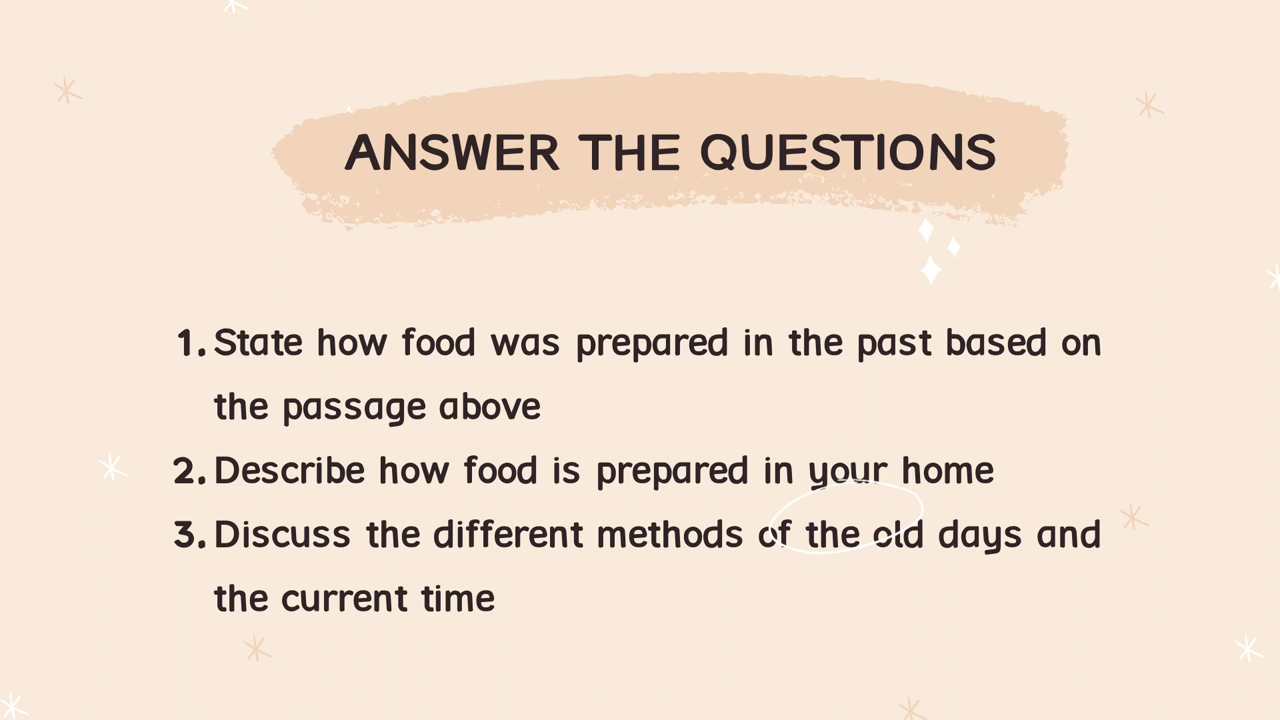 ANSWER THE QUESTIONS
1. State how food was prepared in the past based on
the passage above
2. Describe how food is prepared in your home
3. Discuss the different methods of the old days and
the current time